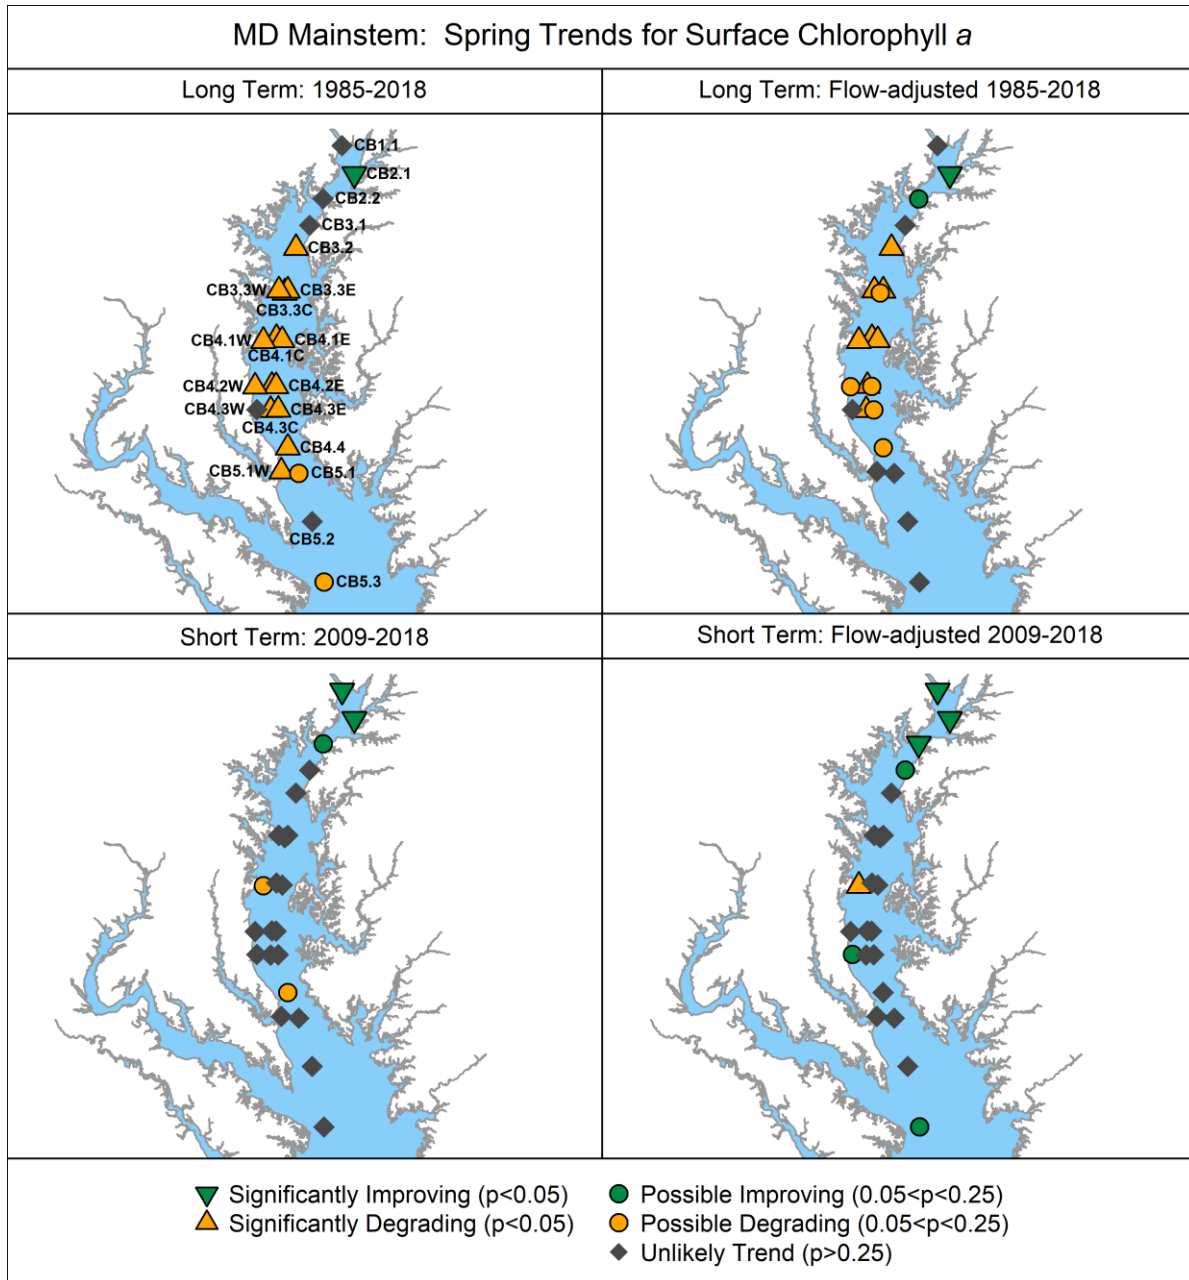 MD Mainstem: Spring Trends for Surface Chlorophyll a
Long Term: 1985-2018
Long Term: Flow-adjusted 1985-2018
CB1.1
CB2.1
CB2.2
CB3.1
CB3.2
CB3.3W
CB3.3E
CB3.3C
CB4.1W
CB4.1E
CB4.1C
CB4.2W
CB4.2E
CB4.3W
CB4.3E
CB4.3C
CB4.4
CB5.1W
CB5.1
CB5.2
CB5.3
Short Term: 2009-2018
Short Term: Flow-adjusted 2009-2018
Significantly Improving (p<0.05)
Possible Improving (0.05<p<0.25)
Significantly Degrading (p<0.05)
Possible Degrading (0.05<p<0.25)
Unlikely Trend (p>0.25)